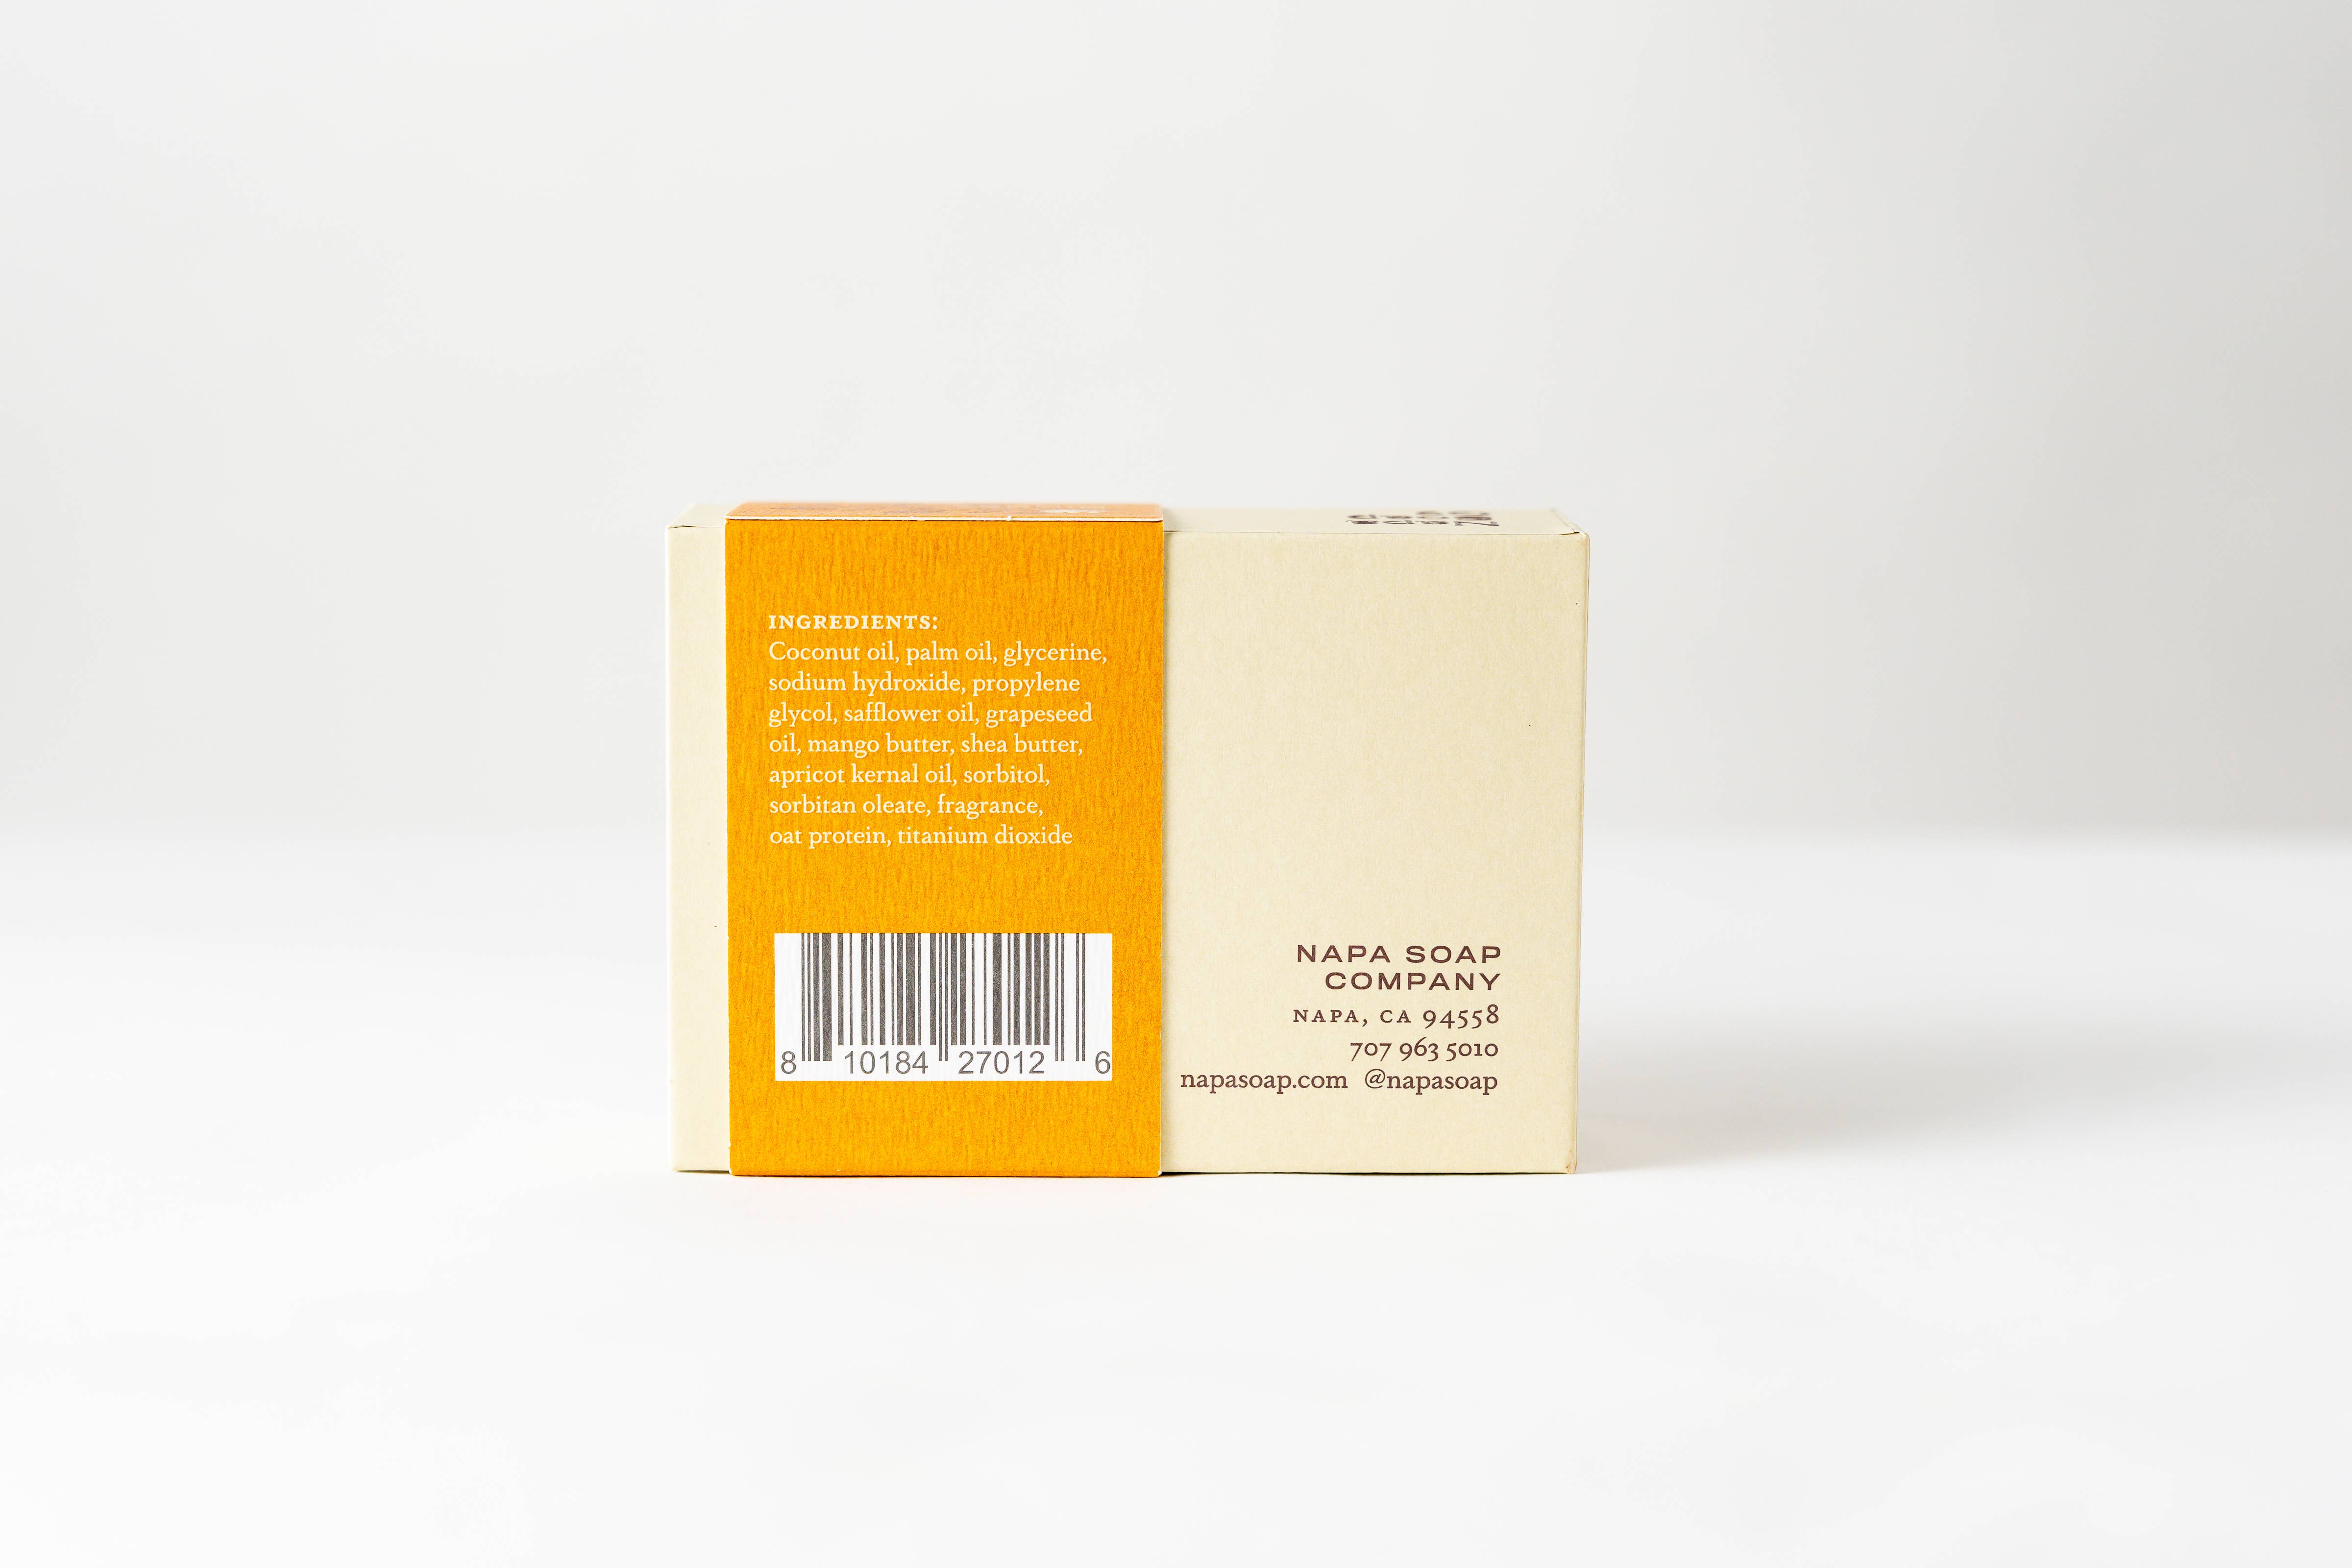 INGREDIENTS:
Coconut oil, palm oil, glycerine,
sodium hydroxide, propylene
glycol, safflower oil, grapeseed
oil, mango butter, shea butter,
apricot kernal oil, sorbitol,
sorbitan oleate, fragrance,
oat protein, titanium dioxide
8 10184 27012 6
NAPA SOAP
COMPANY
NAPA, CA 94558
707 963 5010
napasoap.com @napasoap